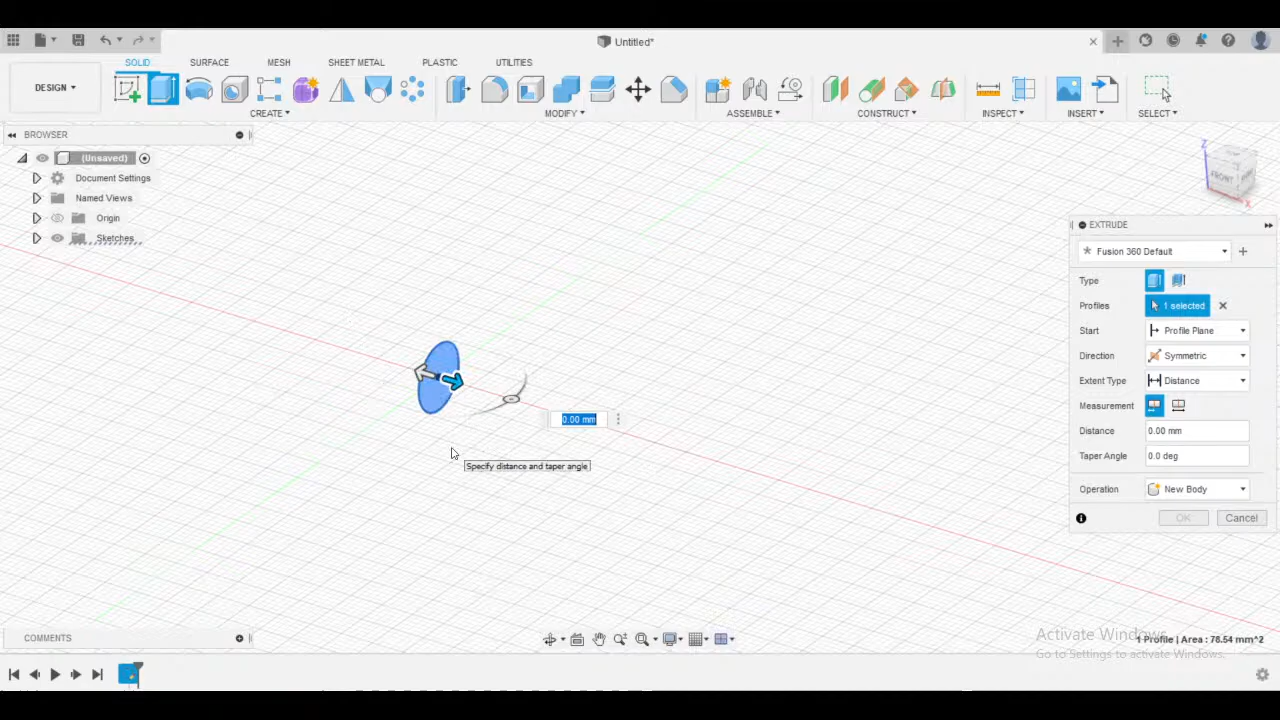 Untitled*
SOLID SURFACE MESH SHEET METAL PLASTIC UTILITIES
DESIGN
CREATE MODIFY ASSEMBLE CONSTRUCT INSPECT INSERT SELECT
BROWSER
(Unsaved)
Document Settings
Named Views
Origin
Sketches
Z
FRONT
X
EXTRUDE
Fusion 360 Default
Type
Profiles 1 selected
Start Profile Plane
Direction Symmetric
Extent Type Distance
Measurement
Distance 0.00 mm
Taper Angle 0.0 deg
Operation New Body
OK Cancel
0.00 mm
Specify distance and taper angle
COMMENTS
1 Profile | Area : 78.54 mm^2
Activate Windows
Go to Settings to activate Windows.